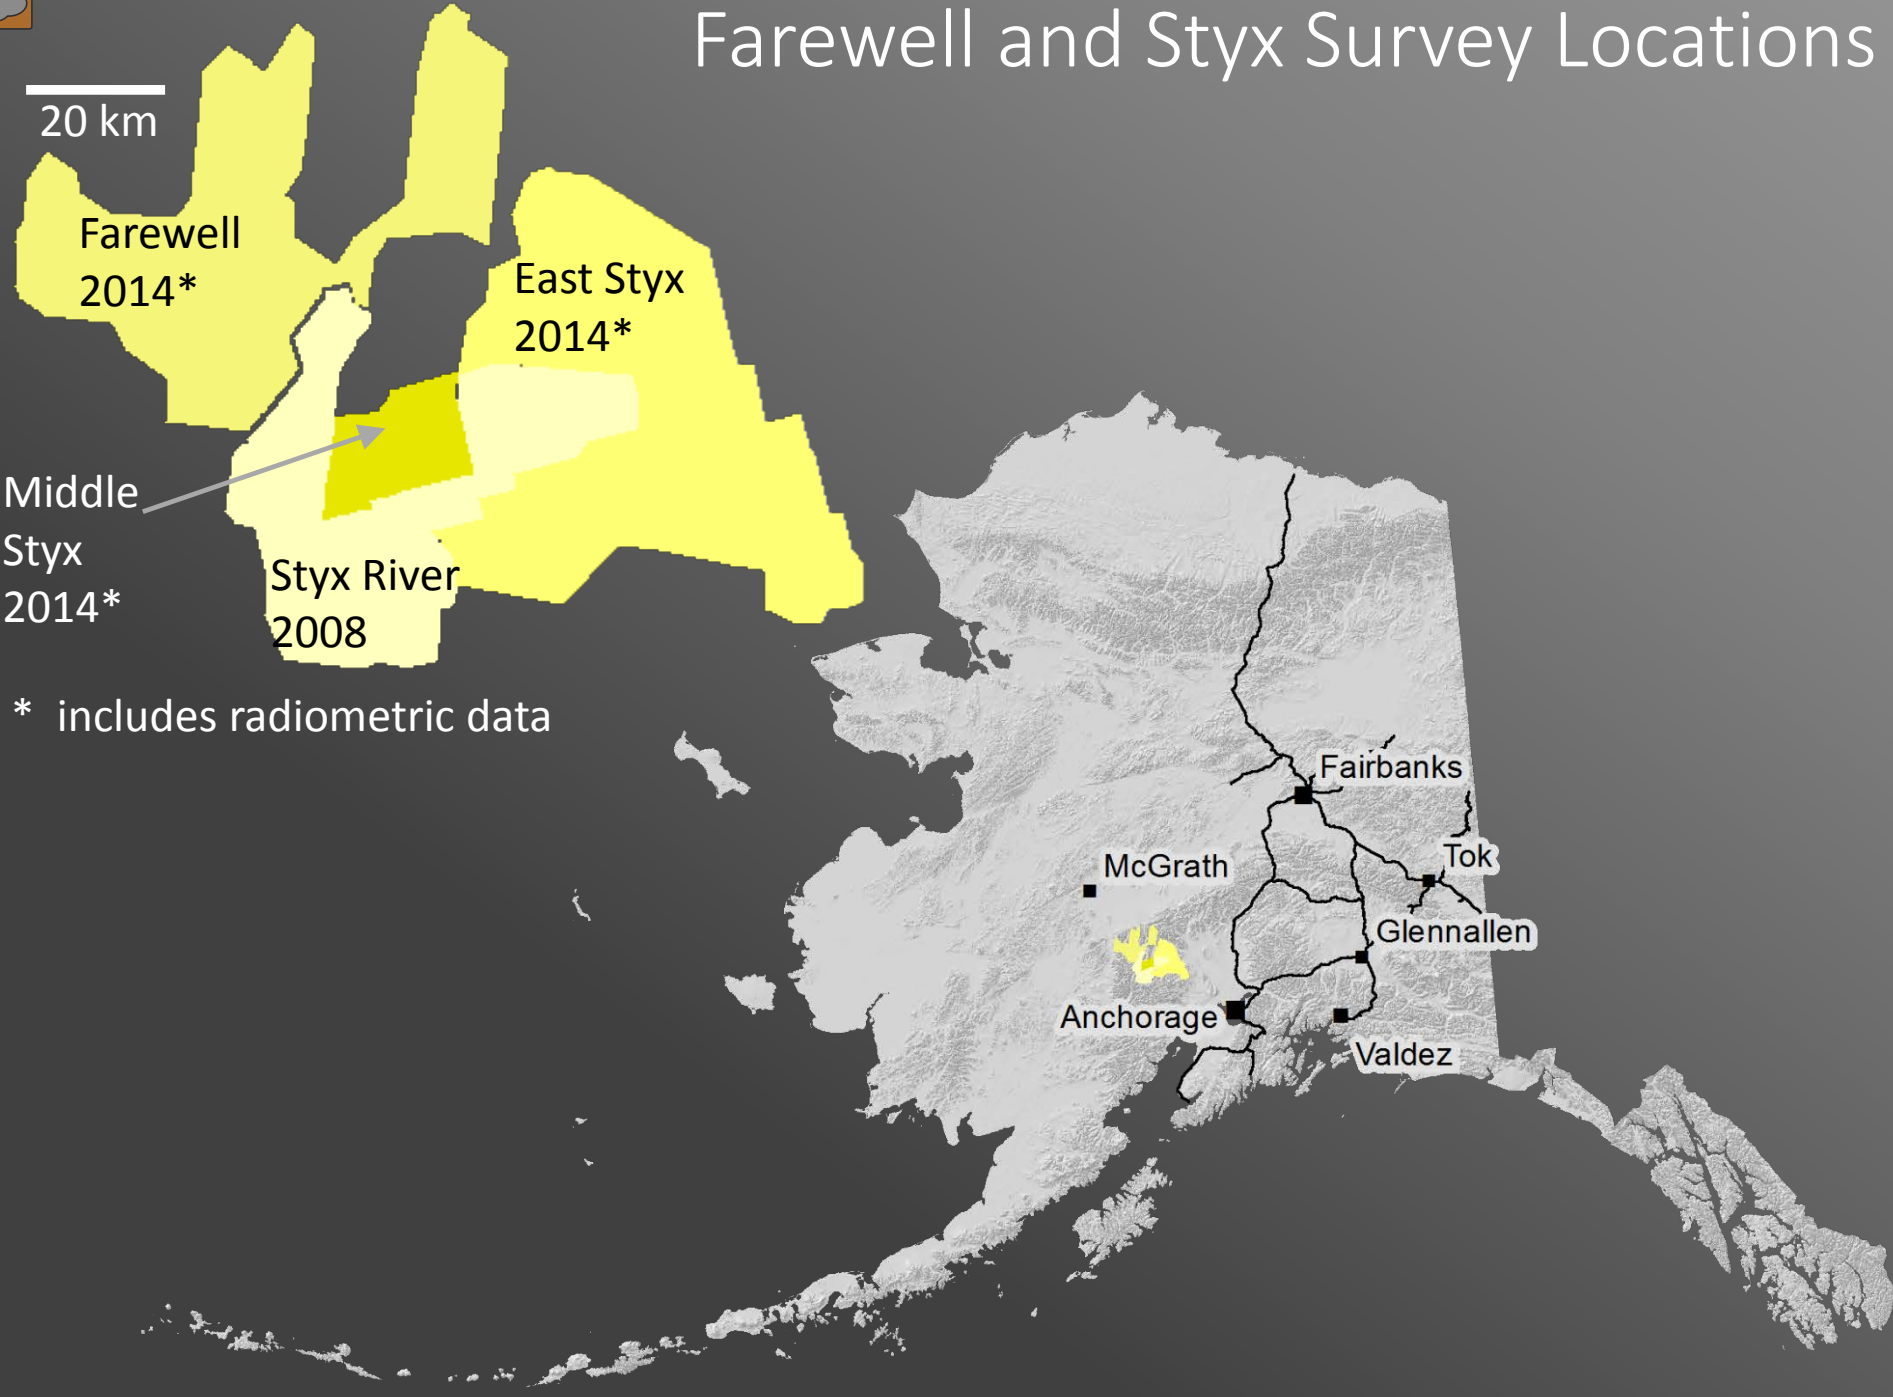 Farewell and Styx Survey Locations
20 km
Farewell
2014*
East Styx
2014*
Middle
Styx
2014*
Styx River
2008
* includes radiometric data
Fairbanks
Tok
McGrath
Glennallen
Anchorage
Valdez